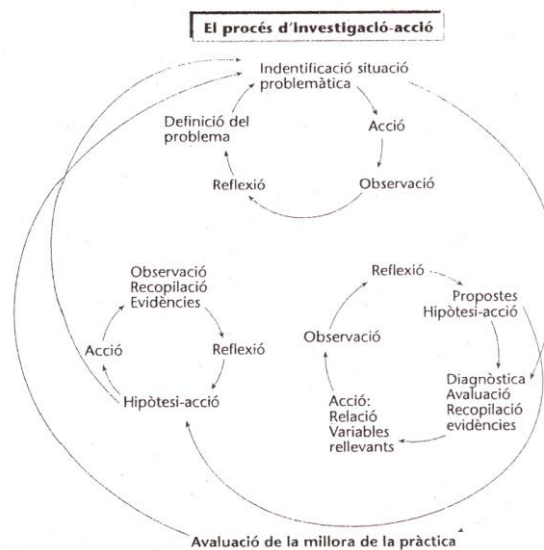 El procés d'investigació-acció
Indentificació situació
problemàtica
Definició del
problema
Acció
Reflexió
Observació
Observació
Recopilació
Evidències
Acció
Reflexió
Hipòtesi-acció
Reflexió
Propostes
Hipòtesi-acció
Observació
Diagnòstica
Avaluació
Recopilació
evidències
Acció:
Relació
Variables
rellevants
Avaluació de la millora de la pràctica